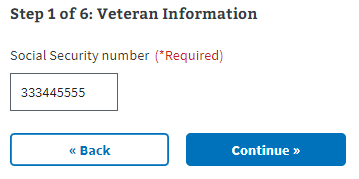 Step 1 of 6: Veteran Information
Social Security number (*Required)
333445555
« Back
Continue »